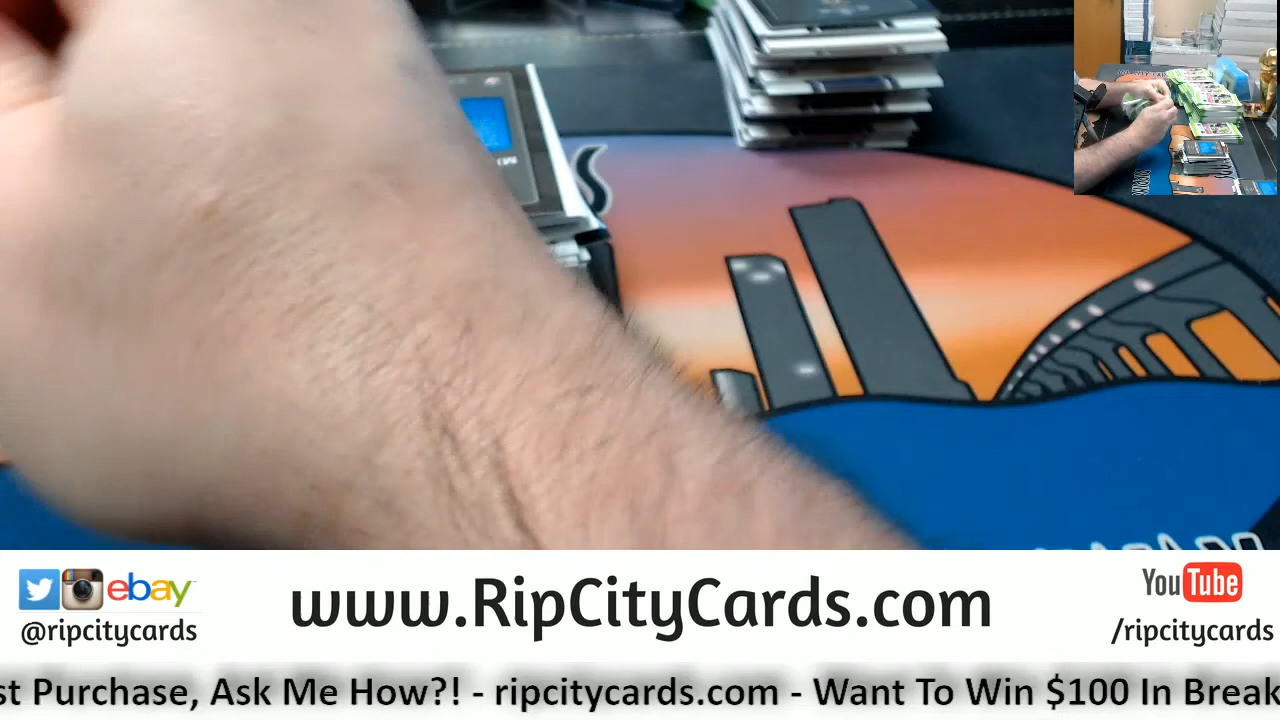 ebay
@ripcitycards
www.RipCityCards.com
YouTube
/ripcitycards
st Purchase, Ask Me How?! - ripcitycards.com - Want To Win $100 In Break